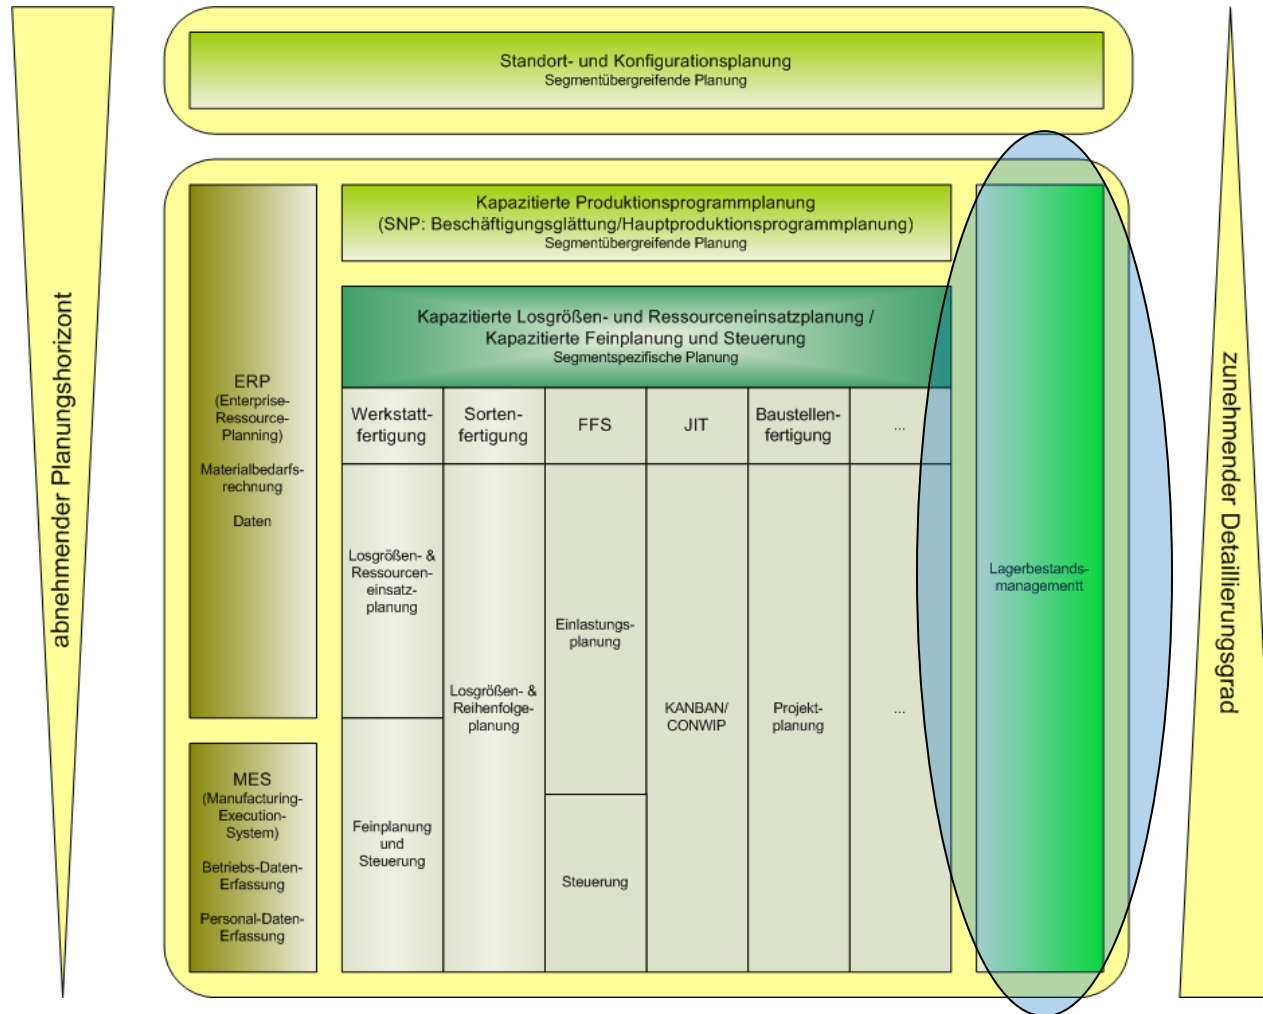 Standort- und Konfigurationsplanung
Segmentübergreifende Planung
abnehmender Planungshorizont
zunehmender Detaillierungsgrad
ERP
(Enterprise-
Ressource-
Planning)
Materialbedarfs-
rechnung
Daten
MES
(Manufacturing-
Execution-
System)
Betriebs-Daten-
Erfassung
Personal-Daten-
Erfassung
Kapazitierte Produktionsprogrammplanung
(SNP: Beschäftigungsglättung/Hauptproduktionsprogrammplanung)
Segmentübergreifende Planung
Kapazitierte Losgrößen- und Ressourceneinsatzplanung /
Kapazitierte Feinplanung und Steuerung
Segmentspezifische Planung
Werkstatt-
fertigung
Losgrößen- &
Ressourcen-
einsatz-
planung
Feinplanung
und
Steuerung
Sorten-
fertigung
Losgrößen- &
Reihenfolge-
planung
FFS
Einlastungs-
planung
Steuerung
JIT
KANBAN/
CONWIP
Baustellen-
fertigung
Projekt-
planung
...
...
Lagerbestands-
managementt